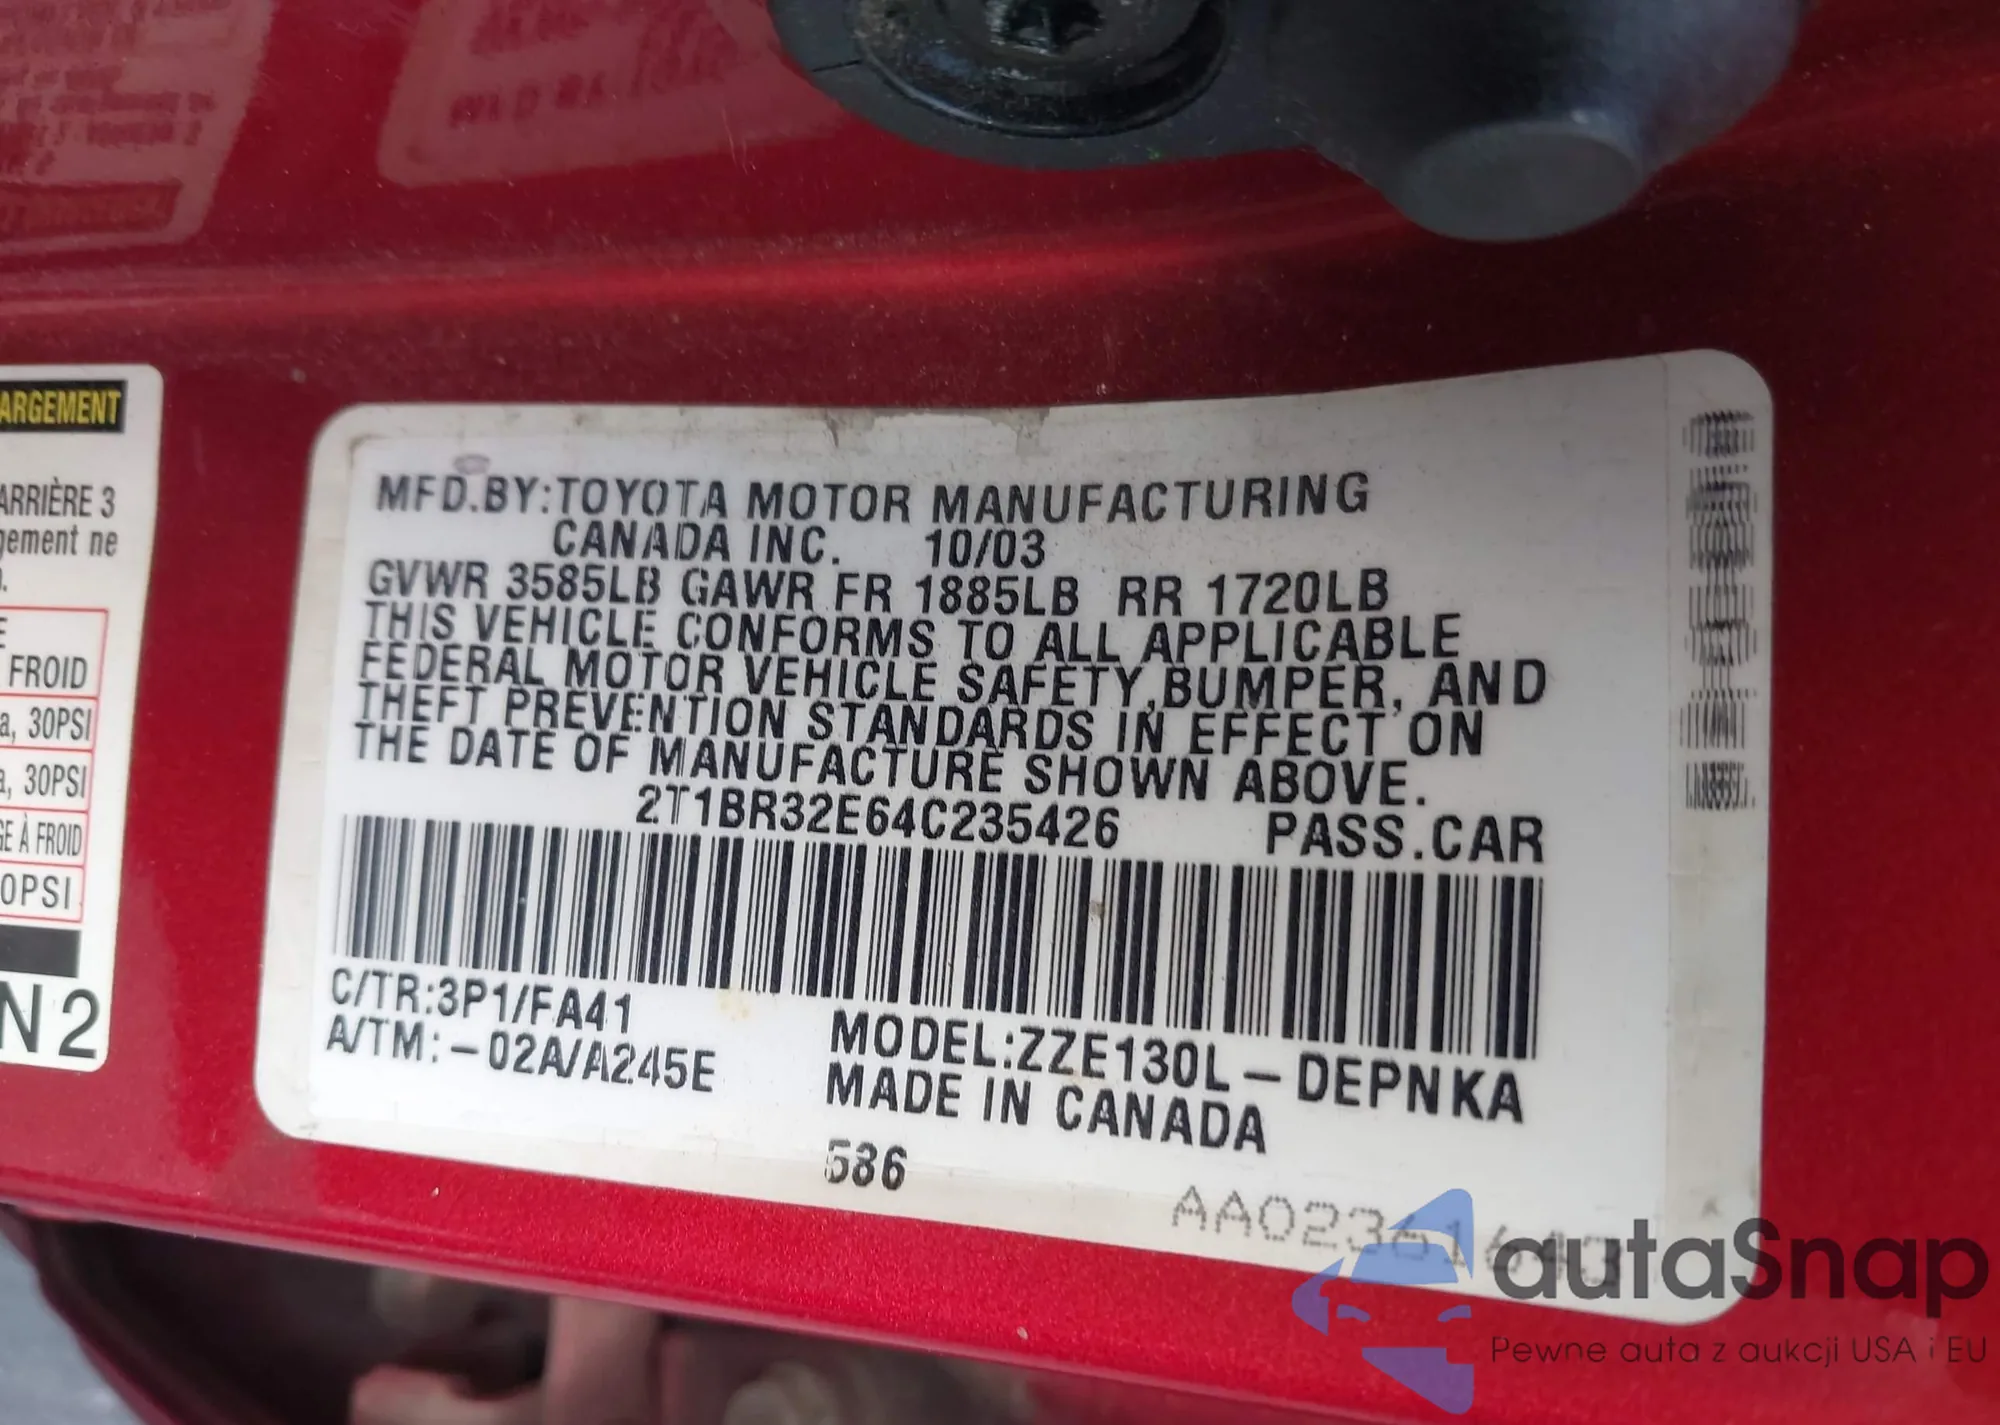 ARGEMENT
ARRIÈRE 3
gement ne
FROID
a, 30PSI
a, 30PSI
GE À FROID
0PSI
N 2
MFD.BY:TOYOTA MOTOR MANUFACTURING
CANADA INC. 10/03
GVWR 3585LB GAWR FR 1885LB RR 1720LB
THIS VEHICLE CONFORMS TO ALL APPLICABLE
FEDERAL MOTOR VEHICLE SAFETY,BUMPER, AND
THEFT PREVENTION STANDARDS IN EFFECT ON
THE DATE OF MANUFACTURE SHOWN ABOVE.
2T1BR32E64C235426 PASS.CAR
C/TR:3P1/FA41
A/TM:-02A/A245E
MODEL:ZZE130L-DEPNKA
MADE IN CANADA
586
autaSnap
Pewne auta z aukcji USA i EU